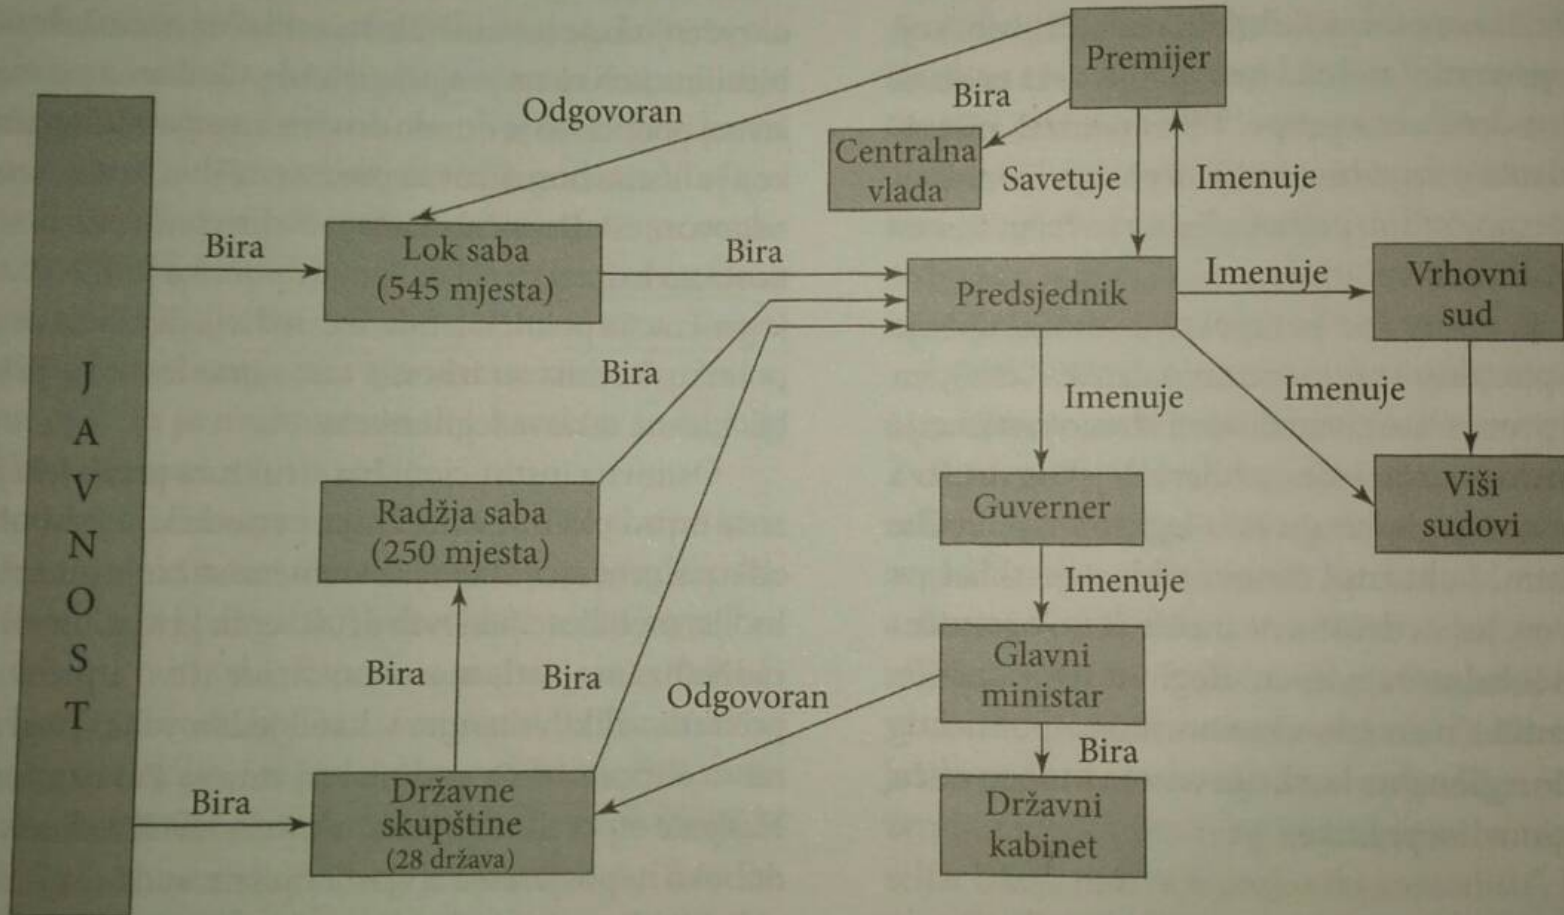 Premijer
Odgovoran
Bira
Centralna
vlada
Savetuje
Imenuje
Bira
Lok saba
(545 mjesta)
Bira
Predsjednik
Imenuje
Vrhovni
sud
JAVNOST
Bira
Imenuje
Imenuje
Radžja saba
(250 mjesta)
Guverner
Viši
sudovi
Imenuje
Bira
Bira
Odgovoran
Glavni
ministar
Bira
Bira
Državne
skupštine
(28 država)
Državni
kabinet